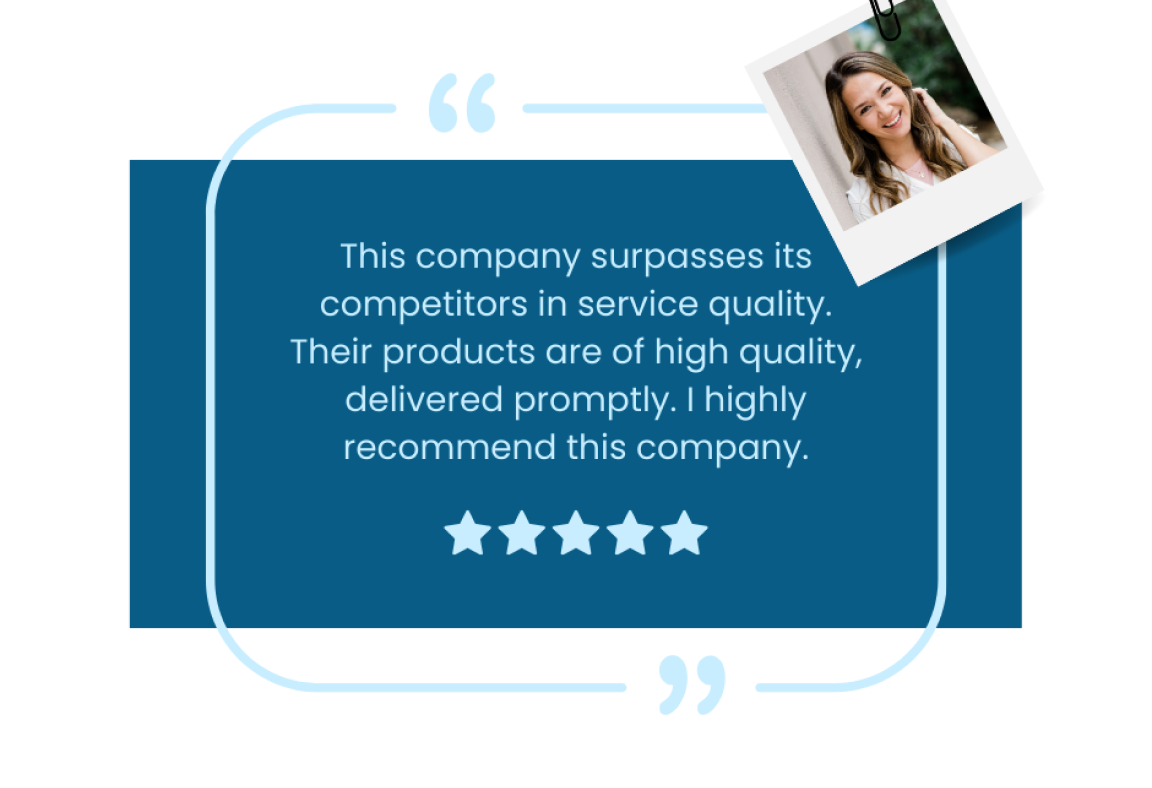 This company surpasses its
competitors in service quality.
Their products are of high quality,
delivered promptly. I highly
recommend this company.